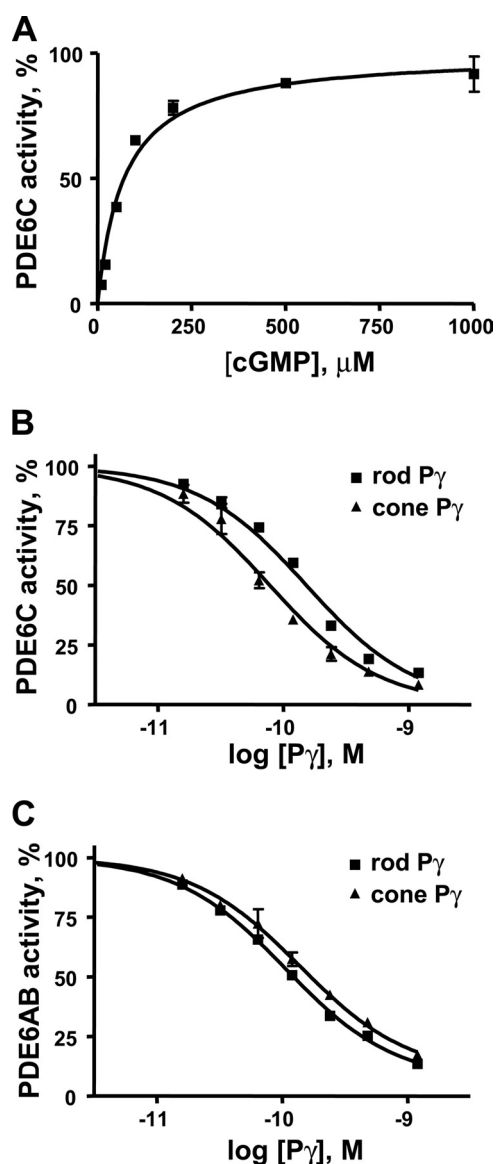 A
PDE6C activity, %
100
50
0
0 250 500 750 1000
[cGMP], μM
B
PDE6C activity, %
100
75
50
25
0
rod Pγ
cone Pγ
-11 -10 -9
log [Pγ], M
C
PDE6AB activity, %
100
75
50
25
0
rod Pγ
cone Pγ
-11 -10 -9
log [Pγ], M